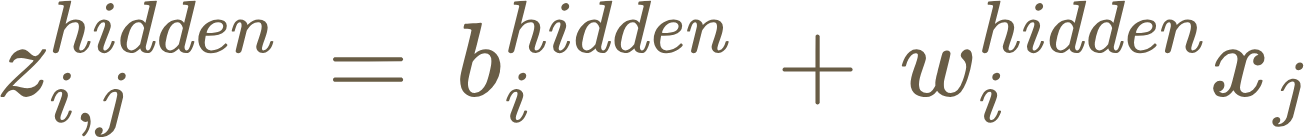 z_{i,j}^{hidden} = b_i^{hidden} + w_i^{hidden} x_j